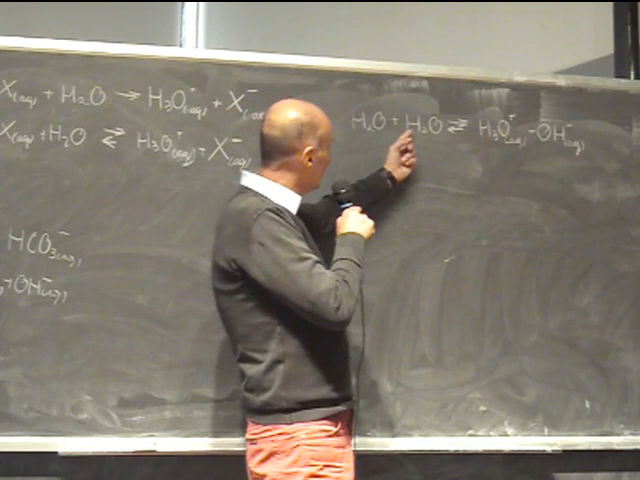 X(aq) + H₂O → H₃O⁺(aq) + X⁻(aq)
X(aq) + H₂O ⇄ H₃O⁺(aq) + X⁻(aq)
H₂O + H₂O ⇌ H₃O⁺(aq) + OH⁻(aq)
HCO₃⁻(aq)
+ OH⁻(aq)